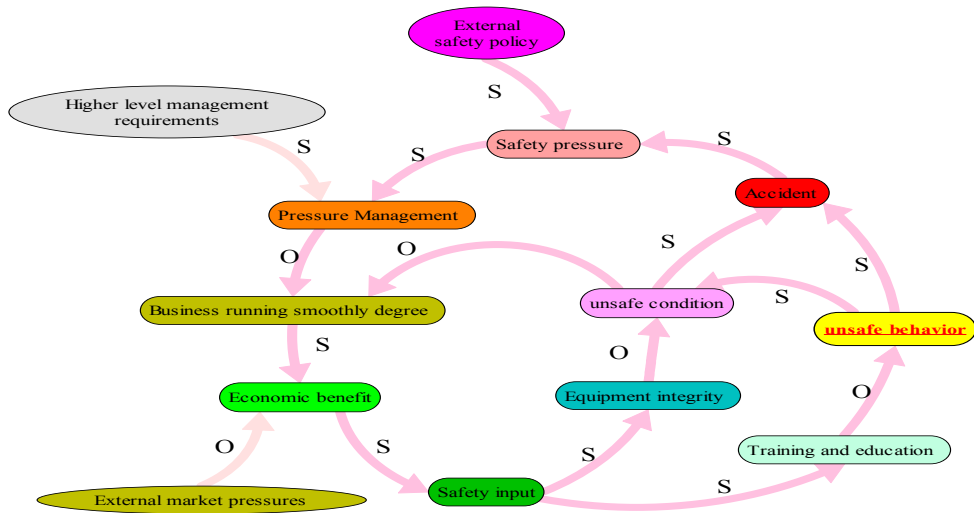 External
safety policy
S
Higher level management
requirements
S
S
Safety pressure
S
Accident
Pressure Management
O
O
S
S
S
Business running smoothly degree
unsafe condition
unsafe behavior
S
O
O
Economic benefit
Equipment integrity
O
S
S
Training and education
S
External market pressures
Safety input